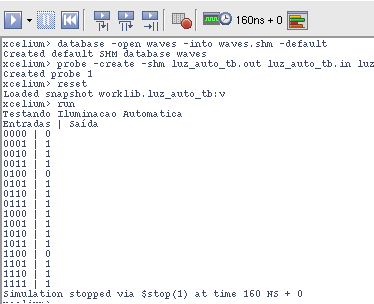 160ns + 0
xcelium> database -open waves -into waves.shm -default
Created default SHM database waves
xcelium> probe -create -shm luz_auto_tb.out luz_auto_tb.in luz
Created probe 1
xcelium> reset
Loaded snapshot worklib.luz_auto_tb:v
xcelium> run
Testando Iluminacao Automatica
Entradas | Saída
0000 | 0
0001 | 1
0010 | 1
0011 | 1
0100 | 0
0101 | 1
0110 | 1
0111 | 1
1000 | 1
1001 | 1
1010 | 1
1011 | 1
1100 | 0
1101 | 1
1110 | 1
1111 | 1
Simulation stopped via $stop(1) at time 160 NS + 0
xcelium>